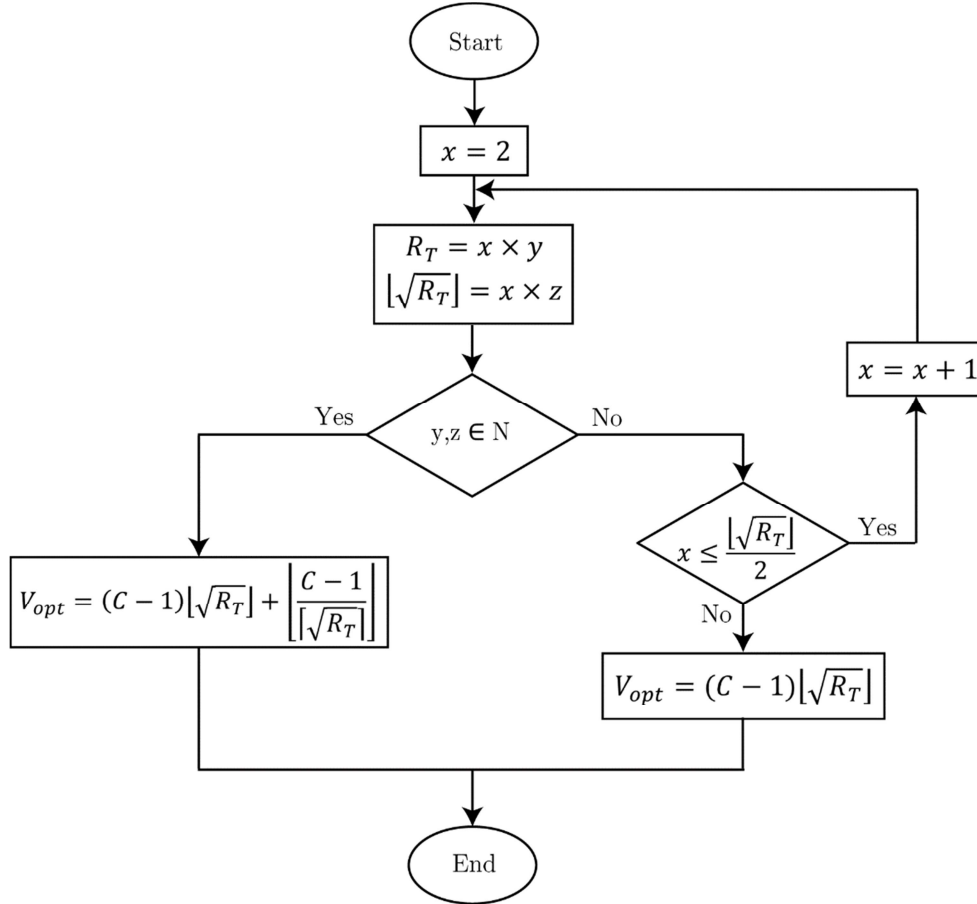 Start
x = 2
R_T = x × y
⌊√R_T⌋ = x × z
x = x + 1
Yes
y,z ∈ N
No
x ≤ ⌊√R_T⌋ / 2
Yes
No
V_opt = (C − 1)⌊√R_T⌋ + ⌊(C − 1) / ⌈√R_T⌉⌋
V_opt = (C − 1)⌊√R_T⌋
End